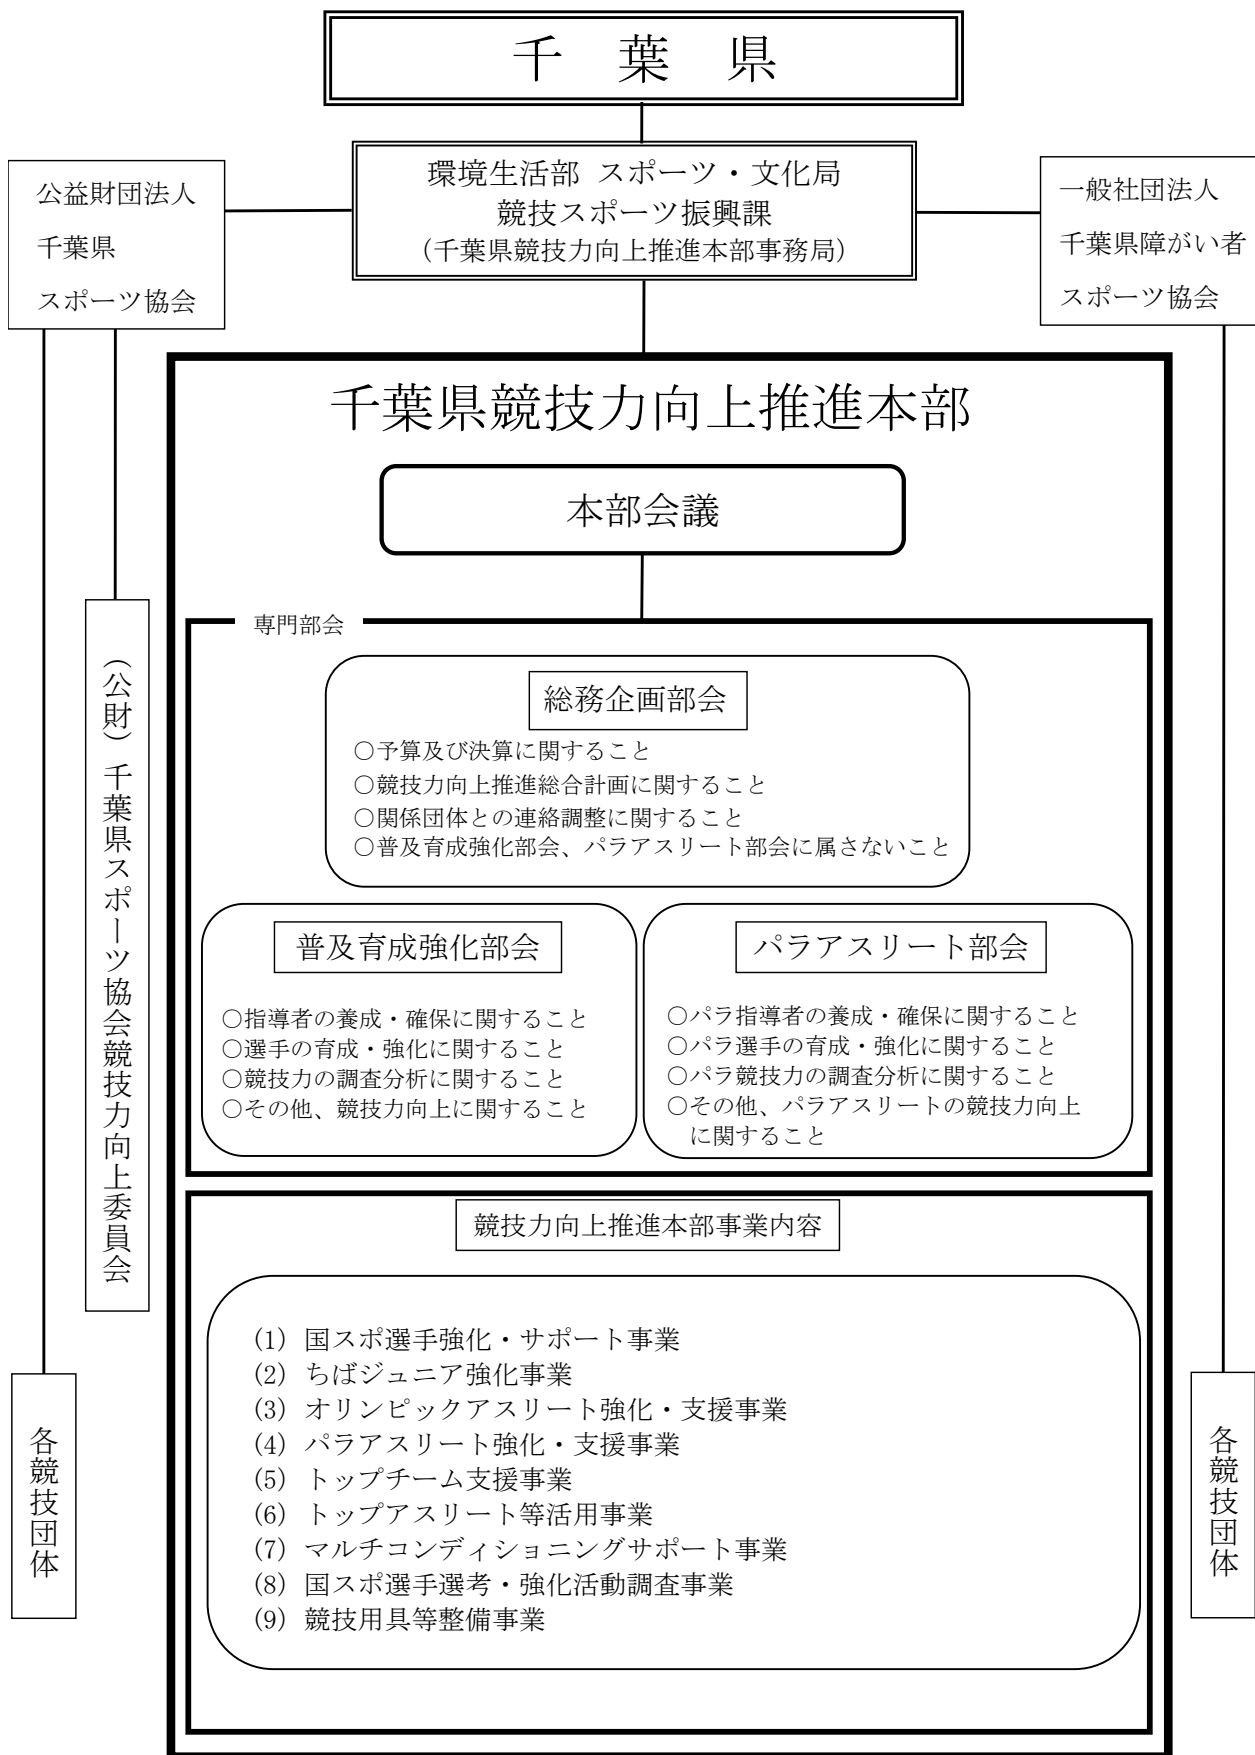 千葉県
環境生活部 スポーツ・文化局
競技スポーツ振興課
（千葉県競技力向上推進本部事務局）
公益財団法人
千葉県
スポーツ協会
一般社団法人
千葉県障がい者
スポーツ協会
千葉県競技力向上推進本部
本部会議
専門部会
総務企画部会
○予算及び決算に関すること
○競技力向上推進総合計画に関すること
○関係団体との連絡調整に関すること
○普及育成強化部会、パラアスリート部会に属さないこと
普及育成強化部会
○指導者の養成・確保に関すること
○選手の育成・強化に関すること
○競技力の調査分析に関すること
○その他、競技力向上に関すること
パラアスリート部会
○パラ指導者の養成・確保に関すること
○パラ選手の育成・強化に関すること
○パラ競技力の調査分析に関すること
○その他、パラアスリートの競技力向上
に関すること
（公財）千葉県スポーツ協会競技力向上委員会
競技力向上推進本部事業内容
(1) 国スポ選手強化・サポート事業
(2) ちばジュニア強化事業
(3) オリンピックアスリート強化・支援事業
(4) パラアスリート強化・支援事業
(5) トップチーム支援事業
(6) トップアスリート等活用事業
(7) マルチコンディショニングサポート事業
(8) 国スポ選手選考・強化活動調査事業
(9) 競技用具等整備事業
各競技団体
各競技団体